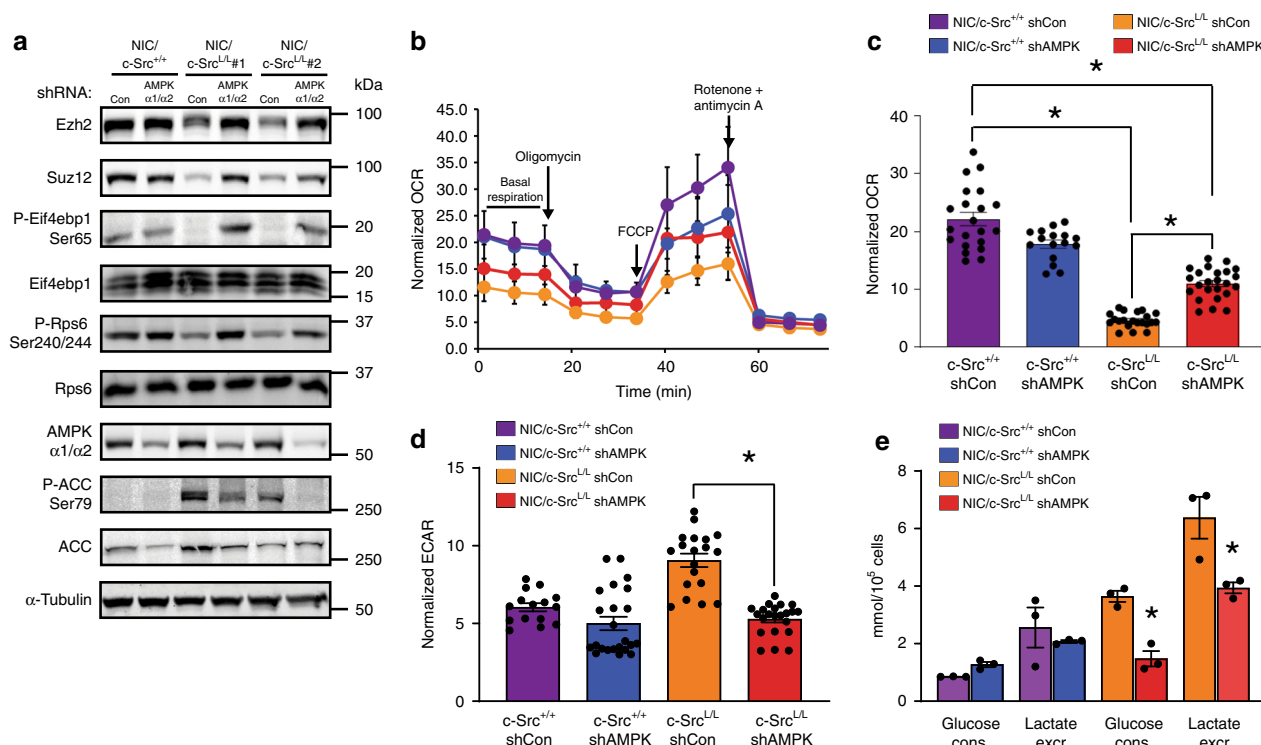 a
NIC/ c-Src+/+
NIC/ c-SrcL/L#1
NIC/ c-SrcL/L#2
kDa
shRNA:
Con
AMPK α1/α2
Con
AMPK α1/α2
Con
AMPK α1/α2
Ezh2
100
Suz12
100
P-Eif4ebp1
Ser65
20
Eif4ebp1
20
15
P-Rps6
Ser240/244
37
Rps6
37
AMPK
α1/α2
50
P-ACC
Ser79
250
ACC
250
α-Tubulin
50
b
Normalized OCR
45.0
40.0
35.0
30.0
25.0
20.0
15.0
10.0
5.0
0.0
Basal
respiration
Oligomycin
FCCP
Rotenone +
antimycin A
0
20
40
60
Time (min)
c
NIC/c-Src+/+ shCon
NIC/c-SrcL/L shCon
NIC/c-Src+/+ shAMPK
NIC/c-SrcL/L shAMPK
Normalized OCR
40
30
20
10
0
*
*
*
c-Src+/+
shCon
c-Src+/+
shAMPK
c-SrcL/L
shCon
c-SrcL/L
shAMPK
d
NIC/c-Src+/+ shCon
NIC/c-Src+/+ shAMPK
NIC/c-SrcL/L shCon
NIC/c-SrcL/L shAMPK
Normalized ECAR
15
10
5
0
*
c-Src+/+
shCon
c-Src+/+
shAMPK
c-SrcL/L
shCon
c-SrcL/L
shAMPK
e
NIC/c-Src+/+ shCon
NIC/c-Src+/+ shAMPK
NIC/c-SrcL/L shCon
NIC/c-SrcL/L shAMPK
mmol/10⁵ cells
8
6
4
2
0
*
*
Glucose
cons
Lactate
excr
Glucose
cons
Lactate
excr